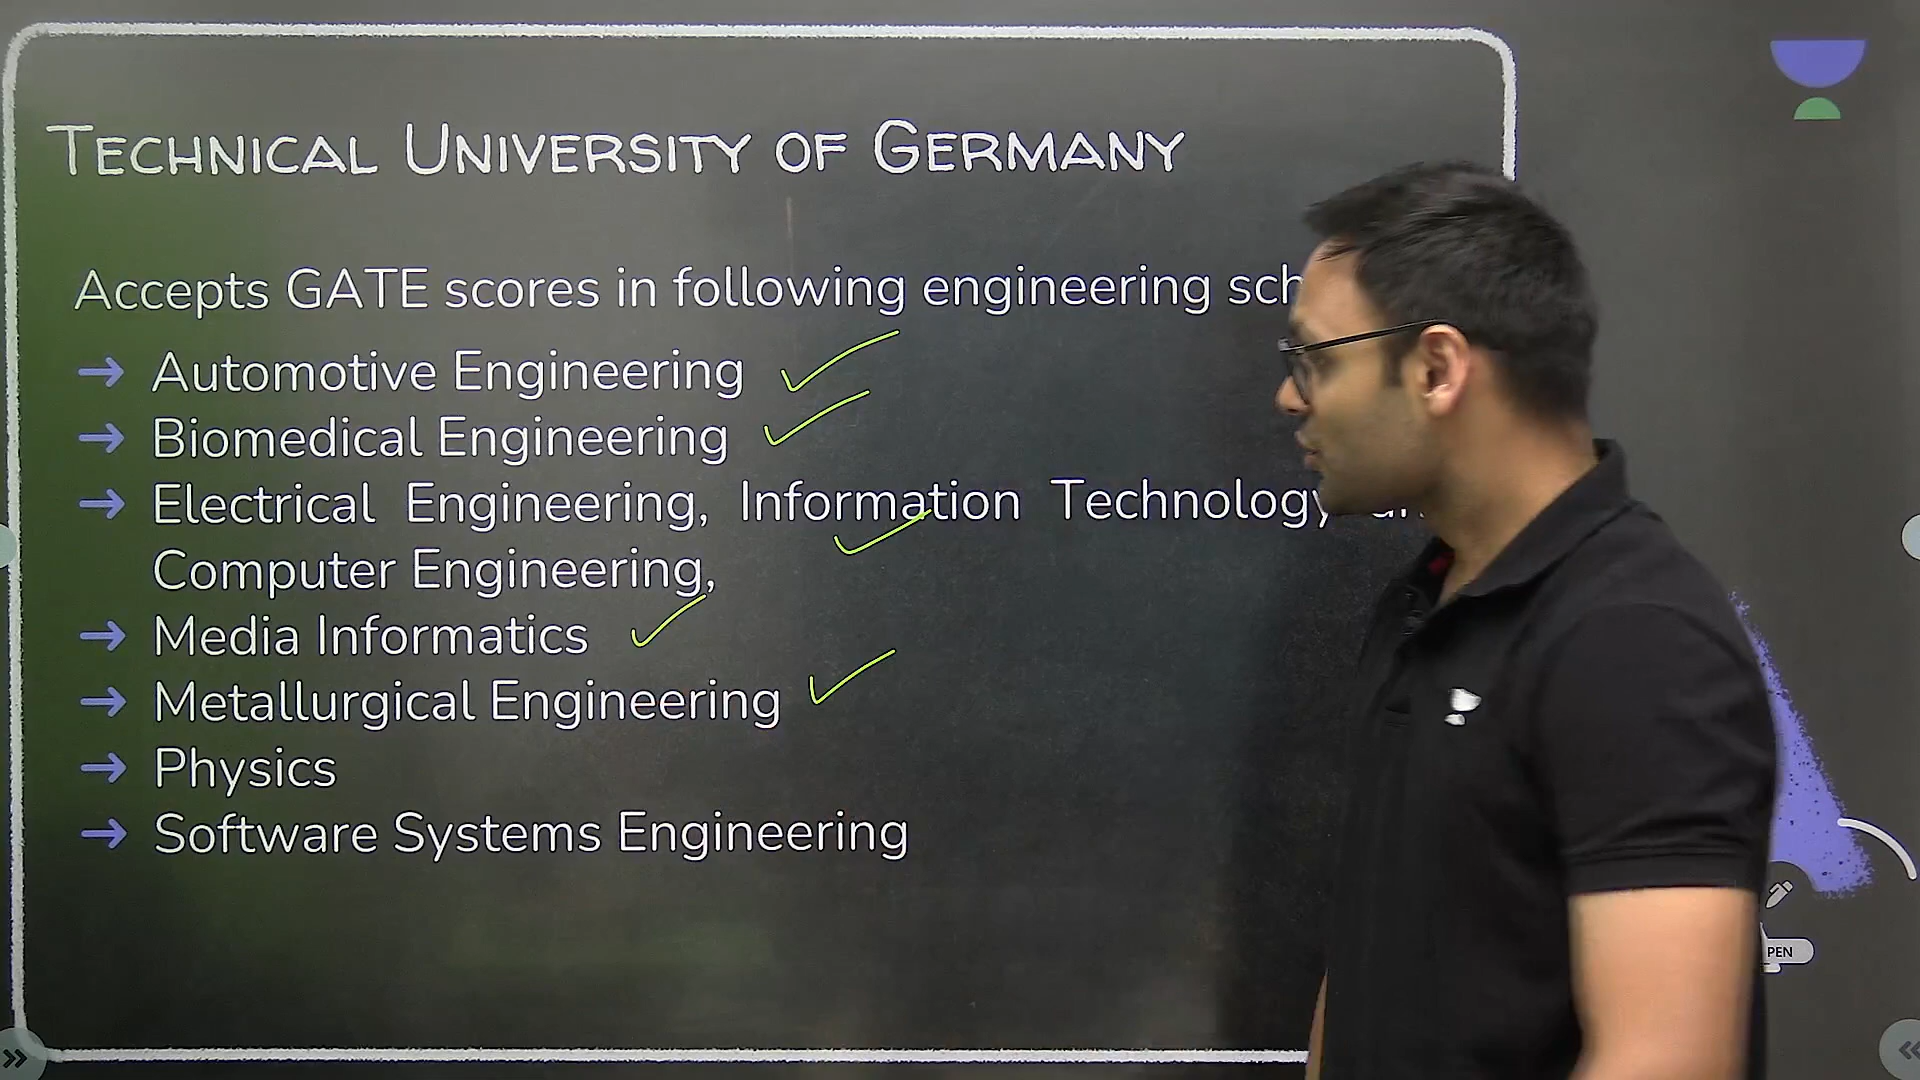 TECHNICAL UNIVERSITY OF GERMANY
Accepts GATE scores in following engineering
→ Automotive Engineering
→ Biomedical Engineering
→ Electrical Engineering, Information Technology
Computer Engineering,
→ Media Informatics
→ Metallurgical Engineering
→ Physics
→ Software Systems Engineering
PEN